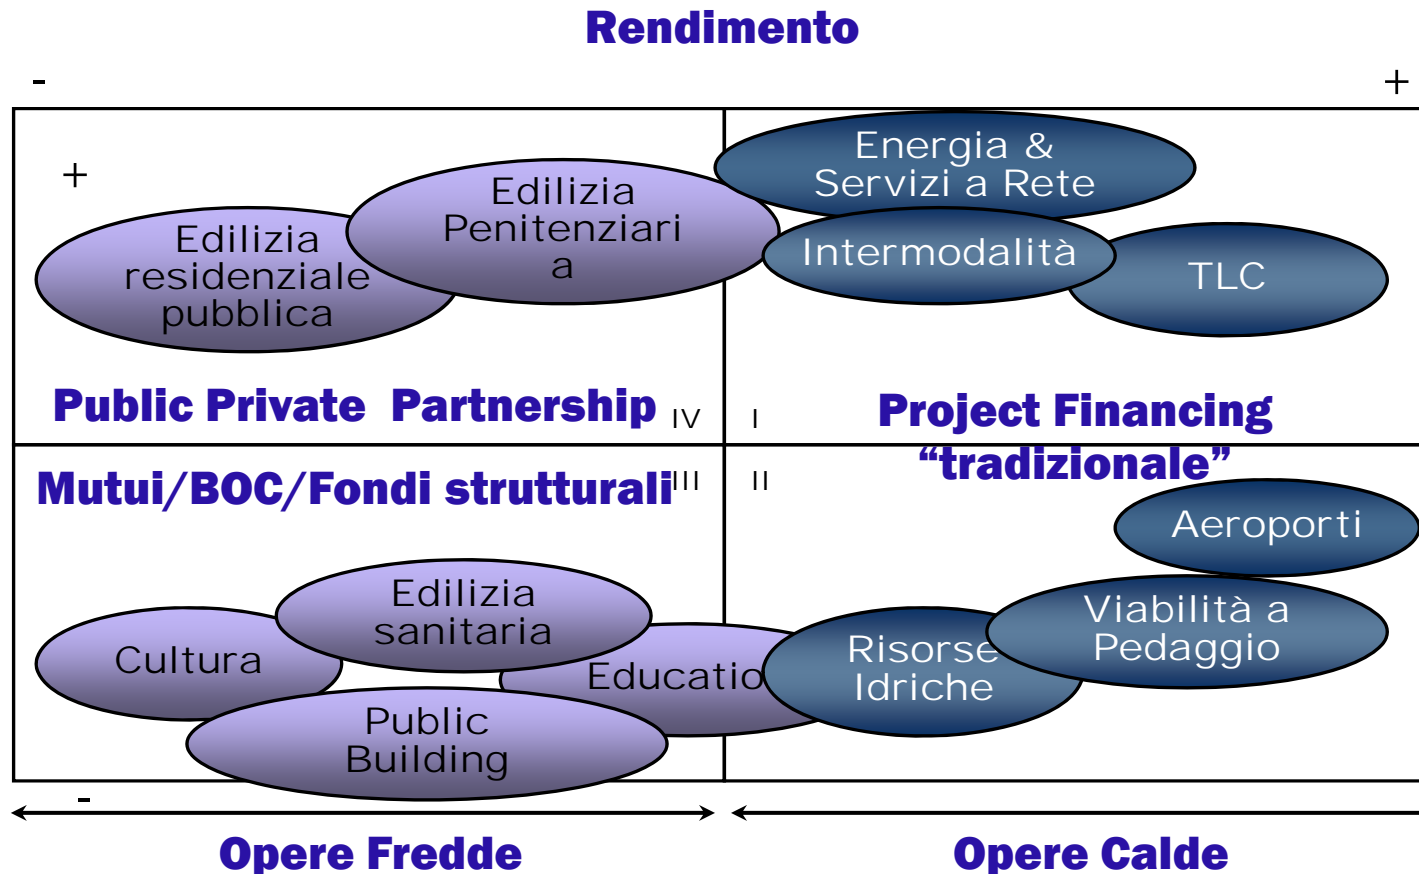 Rendimento
-
+
+
Energia &
Servizi a Rete
Edilizia
Penitenziari
a
Edilizia
residenziale
pubblica
Intermodalità
TLC
Public Private  Partnership
IV
I
Project Financing
“tradizionale”
Mutui/BOC/Fondi strutturali
III
II
Aeroporti
Edilizia
sanitaria
Viabilità a
Pedaggio
Cultura
Educatio
Risorse
Idriche
Public
Building
-
Opere Fredde
Opere Calde